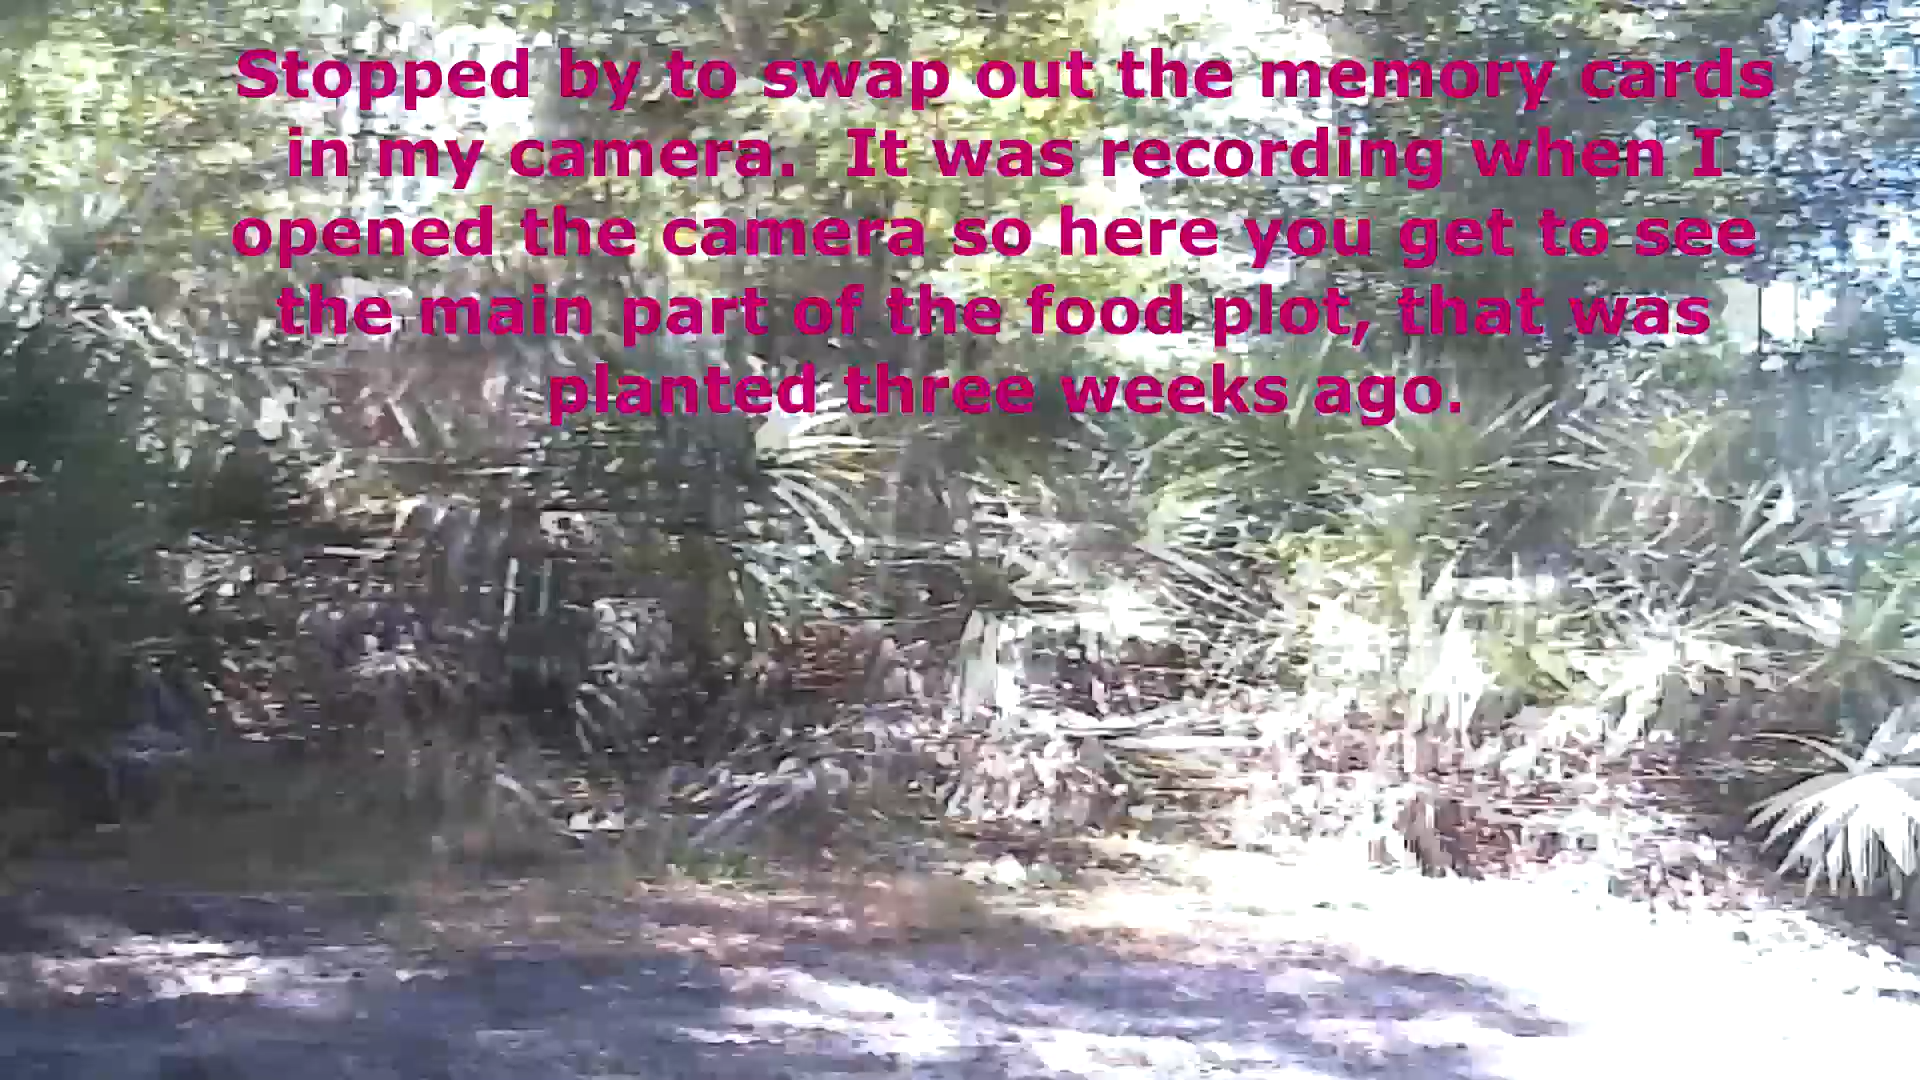 Stopped by to swap out the memory cards
in my camera.  It was recording when I
opened the camera so here you get to see
the main part of the food plot, that was
planted three weeks ago.